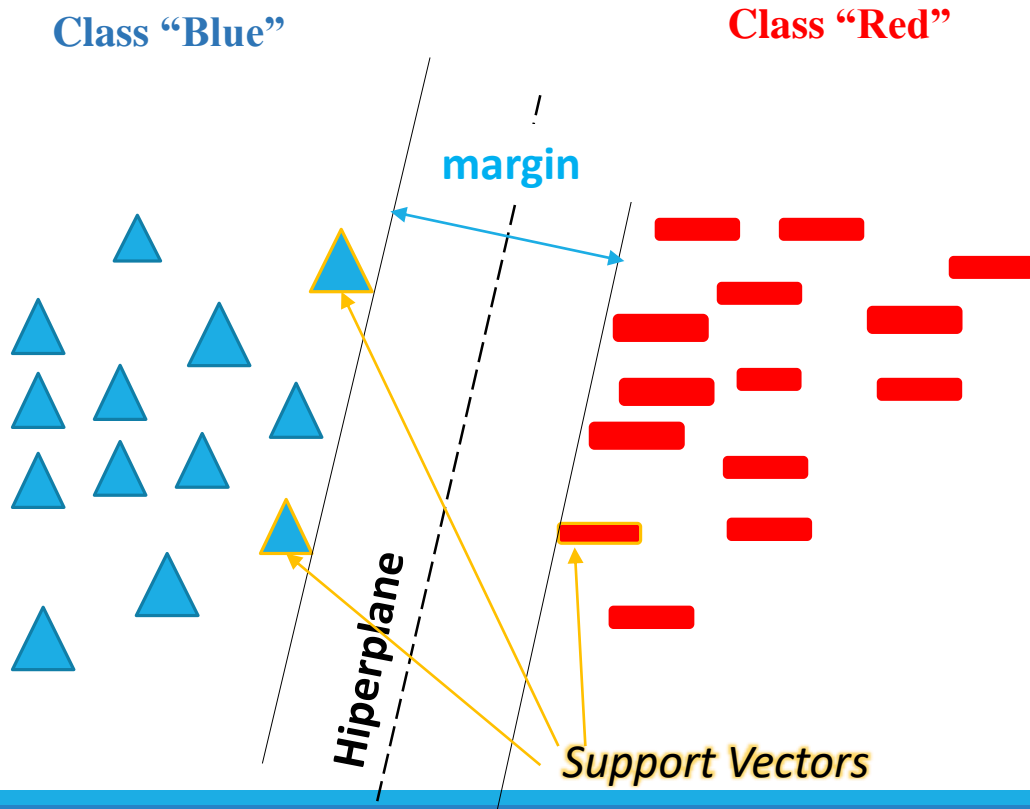 Class “Blue”
Class “Red”
margin
Hiperplane
Support Vectors